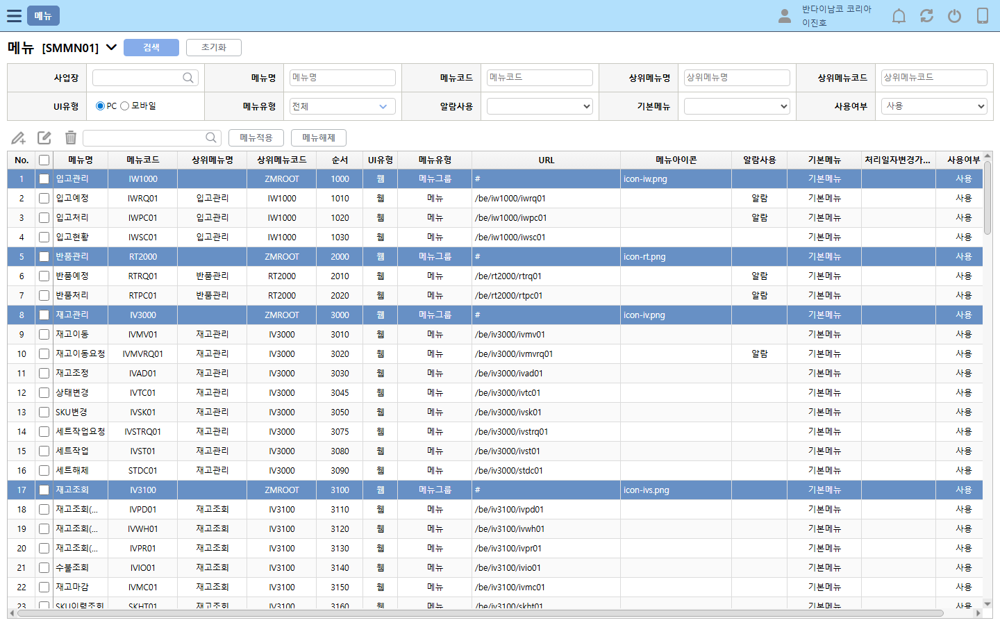 메뉴
반다이남코 코리아
이진호
메뉴 [SMMN01] 검색 초기화
사업장 메뉴명 메뉴명 메뉴코드 메뉴코드 상위메뉴명 상위메뉴명 상위메뉴코드 상위메뉴코드
UI유형 PC 모바일 메뉴유형 전체 알람사용 기본메뉴 사용여부 사용
메뉴적용 메뉴해제
No. 메뉴명 메뉴코드 상위메뉴명 상위메뉴코드 순서 UI유형 메뉴유형 URL 메뉴아이콘 알람사용 기본메뉴 처리일자변경가... 사용여부
1 입고관리 IW1000 ZMROOT 1000 웹 메뉴그룹 # icon-iw.png 기본메뉴 사용
2 입고예정 IWRQ01 입고관리 IW1000 1010 웹 메뉴 /be/iw1000/iwrq01 알람 기본메뉴 사용
3 입고처리 IWPC01 입고관리 IW1000 1020 웹 메뉴 /be/iw1000/iwpc01 알람 기본메뉴 사용
4 입고현황 IWSC01 입고관리 IW1000 1030 웹 메뉴 /be/iw1000/iwsc01 기본메뉴 사용
5 반품관리 RT2000 ZMROOT 2000 웹 메뉴그룹 # icon-rt.png 기본메뉴 사용
6 반품예정 RTRQ01 반품관리 RT2000 2010 웹 메뉴 /be/rt2000/rtrq01 알람 기본메뉴 사용
7 반품처리 RTPC01 반품관리 RT2000 2020 웹 메뉴 /be/rt2000/rtpc01 알람 기본메뉴 사용
8 재고관리 IV3000 ZMROOT 3000 웹 메뉴그룹 # icon-iv.png 기본메뉴 사용
9 재고이동 IVMV01 재고관리 IV3000 3010 웹 메뉴 /be/iv3000/ivmv01 기본메뉴 사용
10 재고이동요청 IVMVRQ01 재고관리 IV3000 3020 웹 메뉴 /be/iv3000/ivmvrq01 알람 기본메뉴 사용
11 재고조정 IVAD01 재고관리 IV3000 3030 웹 메뉴 /be/iv3000/ivad01 기본메뉴 사용
12 상태변경 IVTC01 재고관리 IV3000 3045 웹 메뉴 /be/iv3000/ivtc01 기본메뉴 사용
13 SKU변경 IVSK01 재고관리 IV3000 3050 웹 메뉴 /be/iv3000/ivsk01 기본메뉴 사용
14 세트작업요청 IVSTRQ01 재고관리 IV3000 3075 웹 메뉴 /be/iv3000/ivstrq01 기본메뉴 사용
15 세트작업 IVST01 재고관리 IV3000 3080 웹 메뉴 /be/iv3000/ivst01 기본메뉴 사용
16 세트해체 STDC01 재고관리 IV3000 3090 웹 메뉴 /be/iv3000/stdc01 기본메뉴 사용
17 재고조회 IV3100 ZMROOT 3100 웹 메뉴그룹 # icon-ivs.png 기본메뉴 사용
18 재고조회(... IVPD01 재고조회 IV3100 3110 웹 메뉴 /be/iv3100/ivpd01 기본메뉴 사용
19 재고조회(... IVWH01 재고조회 IV3100 3120 웹 메뉴 /be/iv3100/ivwh01 기본메뉴 사용
20 재고조회(... IVPR01 재고조회 IV3100 3130 웹 메뉴 /be/iv3100/ivpr01 기본메뉴 사용
21 수불조회 IVIO01 재고조회 IV3100 3140 웹 메뉴 /be/iv3100/ivio01 기본메뉴 사용
22 재고마감 IVMC01 재고조회 IV3100 3150 웹 메뉴 /be/iv3100/ivmc01 기본메뉴 사용
23 SKU이력조회 SKHT01 재고조회 IV3100 3160 웹 메뉴 /be/iv3100/skht01 기본메뉴 사용